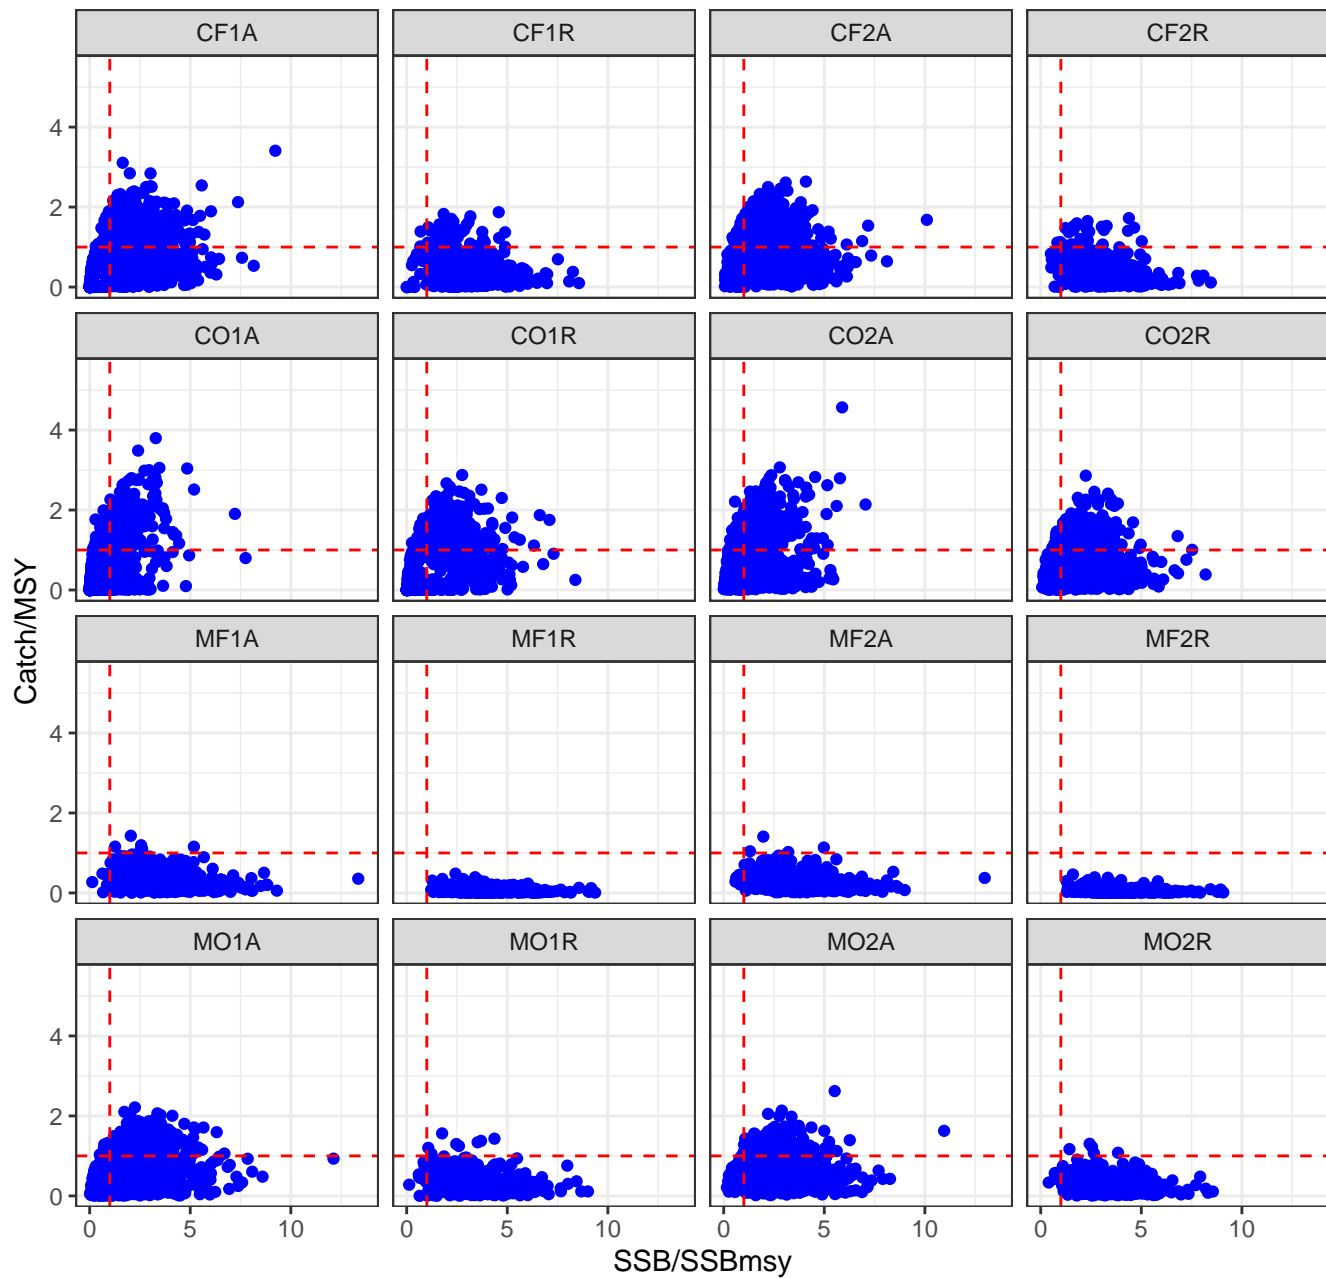 CF1A CF1R CF2A CF2R
4
2
0
CO1A CO1R CO2A CO2R
4
2
0
MF1A MF1R MF2A MF2R
4
2
0
MO1A MO1R MO2A MO2R
4
2
0
0 5 10 0 5 10 0 5 10 0 5 10
SSB/SSBmsy
Catch/MSY